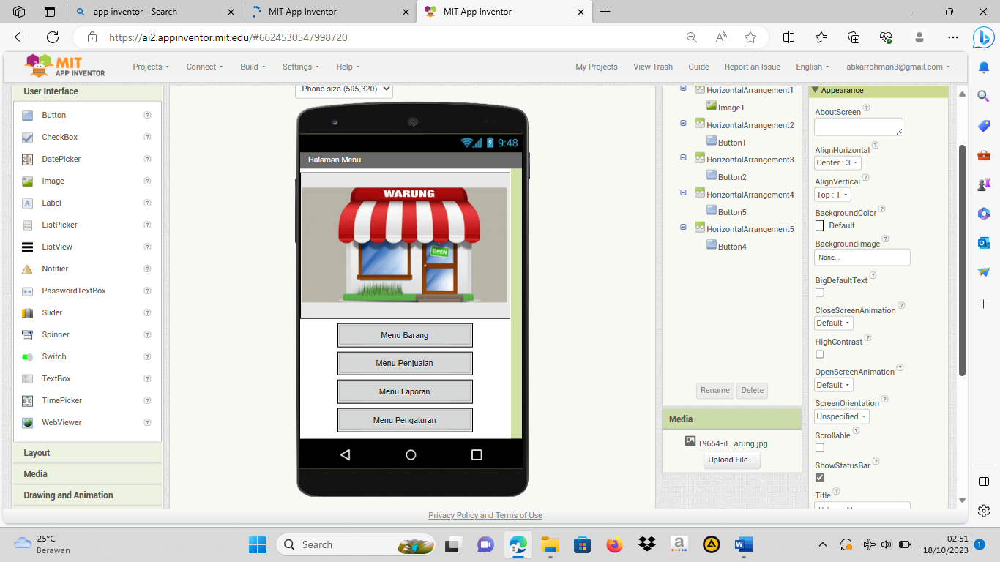 app inventor - Search
MIT App Inventor
MIT App Inventor
https://ai2.appinventor.mit.edu/#6624530547998720
MIT
APP INVENTOR
Projects
Connect
Build
Settings
Help
My Projects
View Trash
Guide
Report an Issue
English
abkarrohman3@gmail.com
User Interface
Button
CheckBox
DatePicker
Image
Label
ListPicker
ListView
Notifier
PasswordTextBox
Slider
Spinner
Switch
TextBox
TimePicker
WebViewer
Layout
Media
Drawing and Animation
Phone size (505,320)
9:48
Halaman Menu
WARUNG
OPEN
Menu Barang
Menu Penjualan
Menu Laporan
Menu Pengaturan
HorizontalArrangement1
Image1
HorizontalArrangement2
Button1
HorizontalArrangement3
Button2
HorizontalArrangement4
Button5
HorizontalArrangement5
Button4
Rename
Delete
Media
19654-il...arung.jpg
Upload File ...
Appearance
AboutScreen
AlignHorizontal
Center : 3
AlignVertical
Top : 1
BackgroundColor
Default
BackgroundImage
None...
BigDefaultText
CloseScreenAnimation
Default
HighContrast
OpenScreenAnimation
Default
ScreenOrientation
Unspecified
Scrollable
ShowStatusBar
Title
Privacy Policy and Terms of Use
25°C
Berawan
Search
02:51
18/10/2023
1